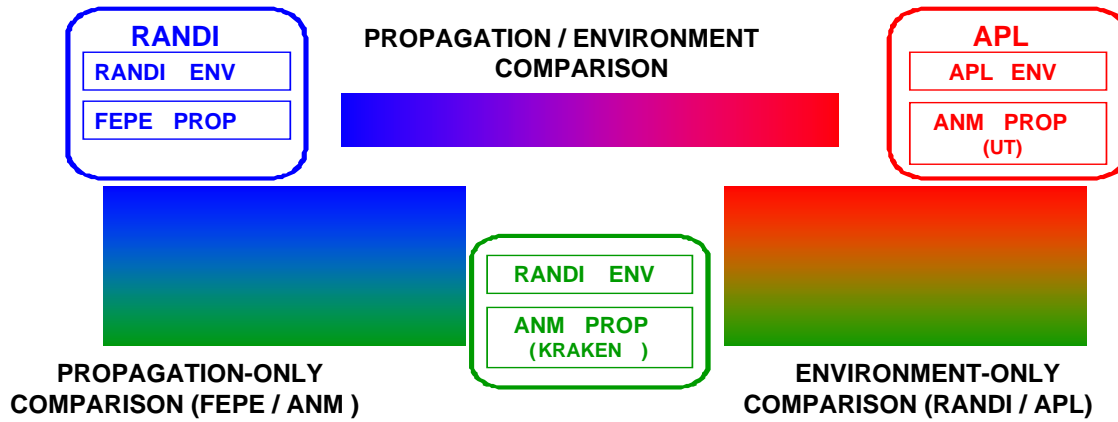 RANDI
RANDI ENV
FEPE PROP
PROPAGATION / ENVIRONMENT
COMPARISON
APL
APL ENV
ANM PROP
(UT)
RANDI ENV
ANM PROP
(KRAKEN )
PROPAGATION-ONLY
COMPARISON (FEPE / ANM )
ENVIRONMENT-ONLY
COMPARISON (RANDI / APL)